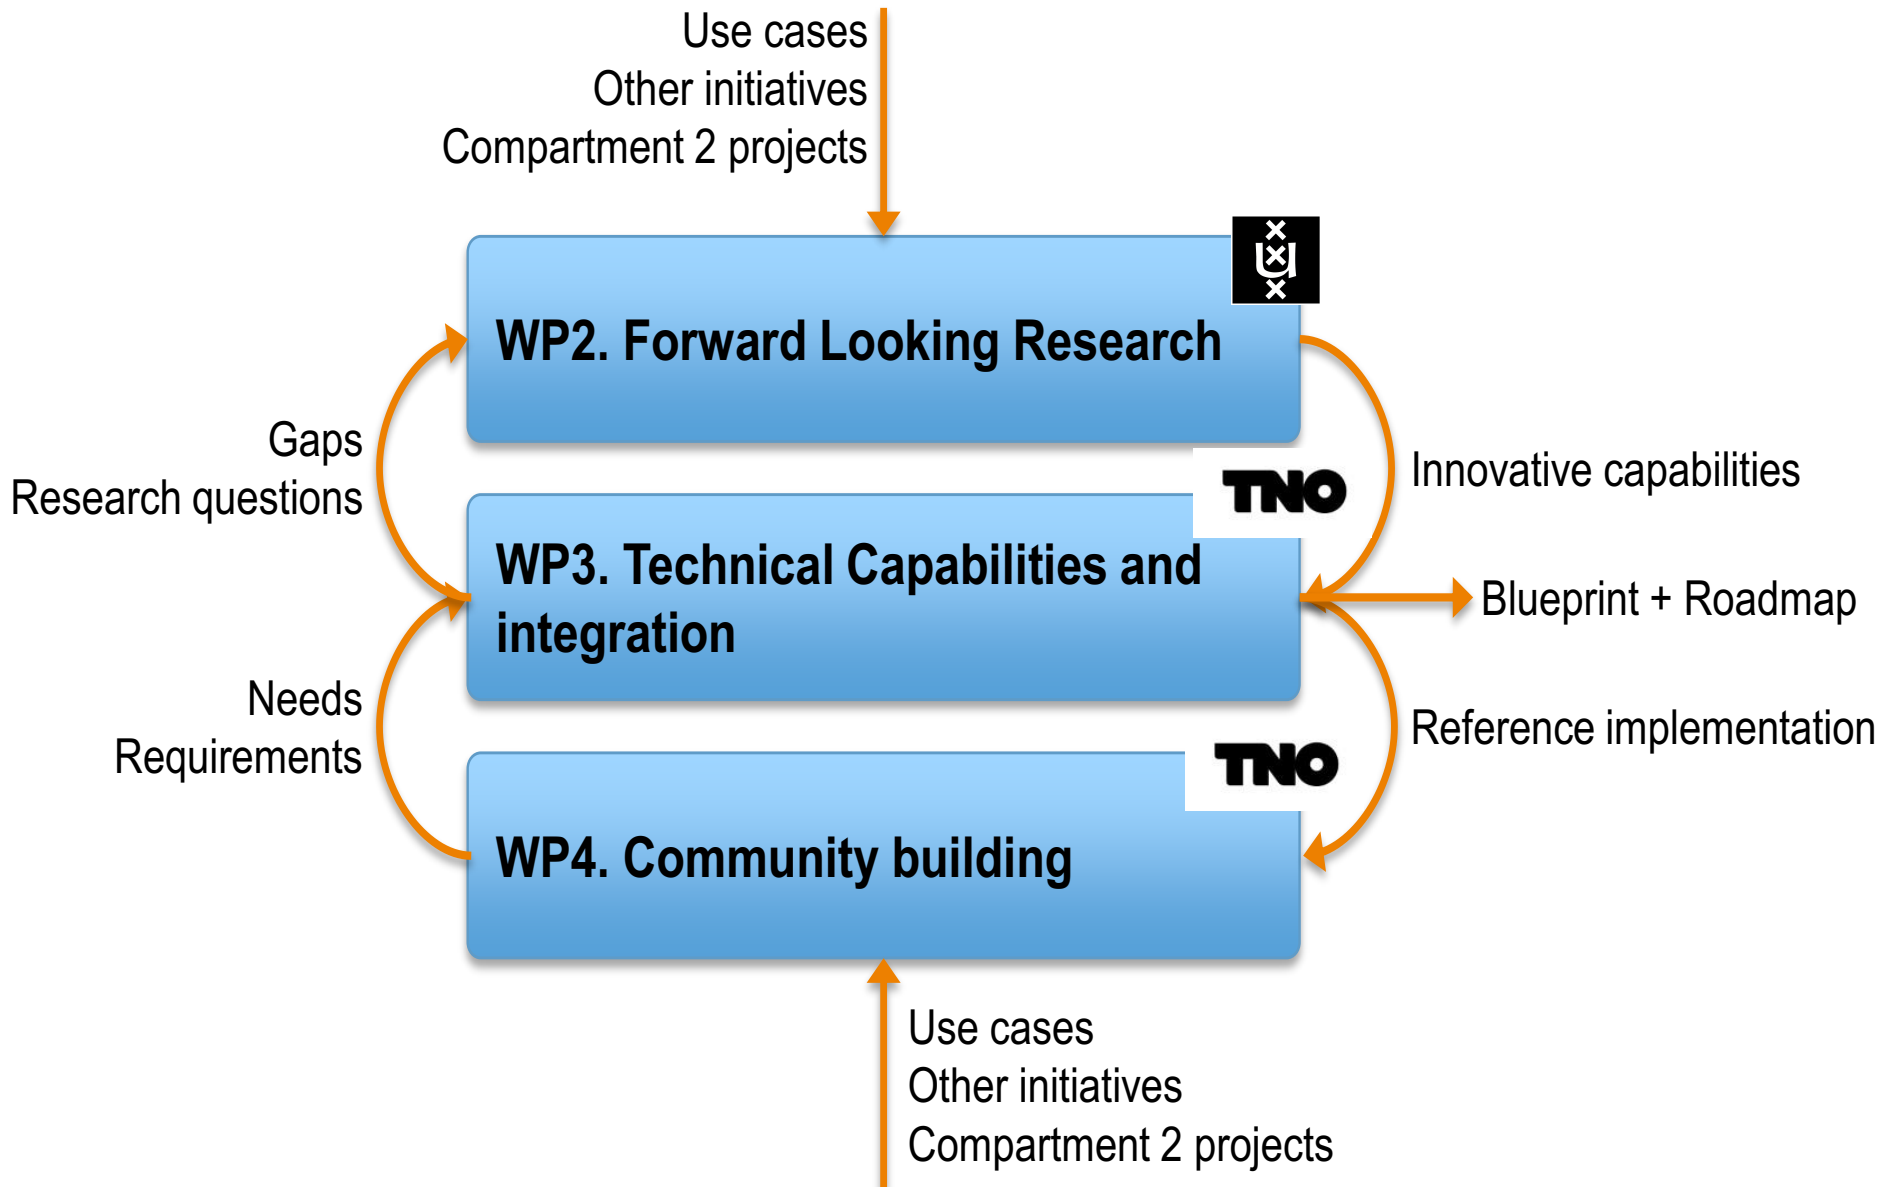 Use cases
Other initiatives
Compartment 2 projects
U
WP2. Forward Looking Research
Gaps
Research questions
Innovative capabilities
TNO
WP3. Technical Capabilities and
integration
Blueprint + Roadmap
Needs
Requirements
Reference implementation
TNO
WP4. Community building
Use cases
Other initiatives
Compartment 2 projects